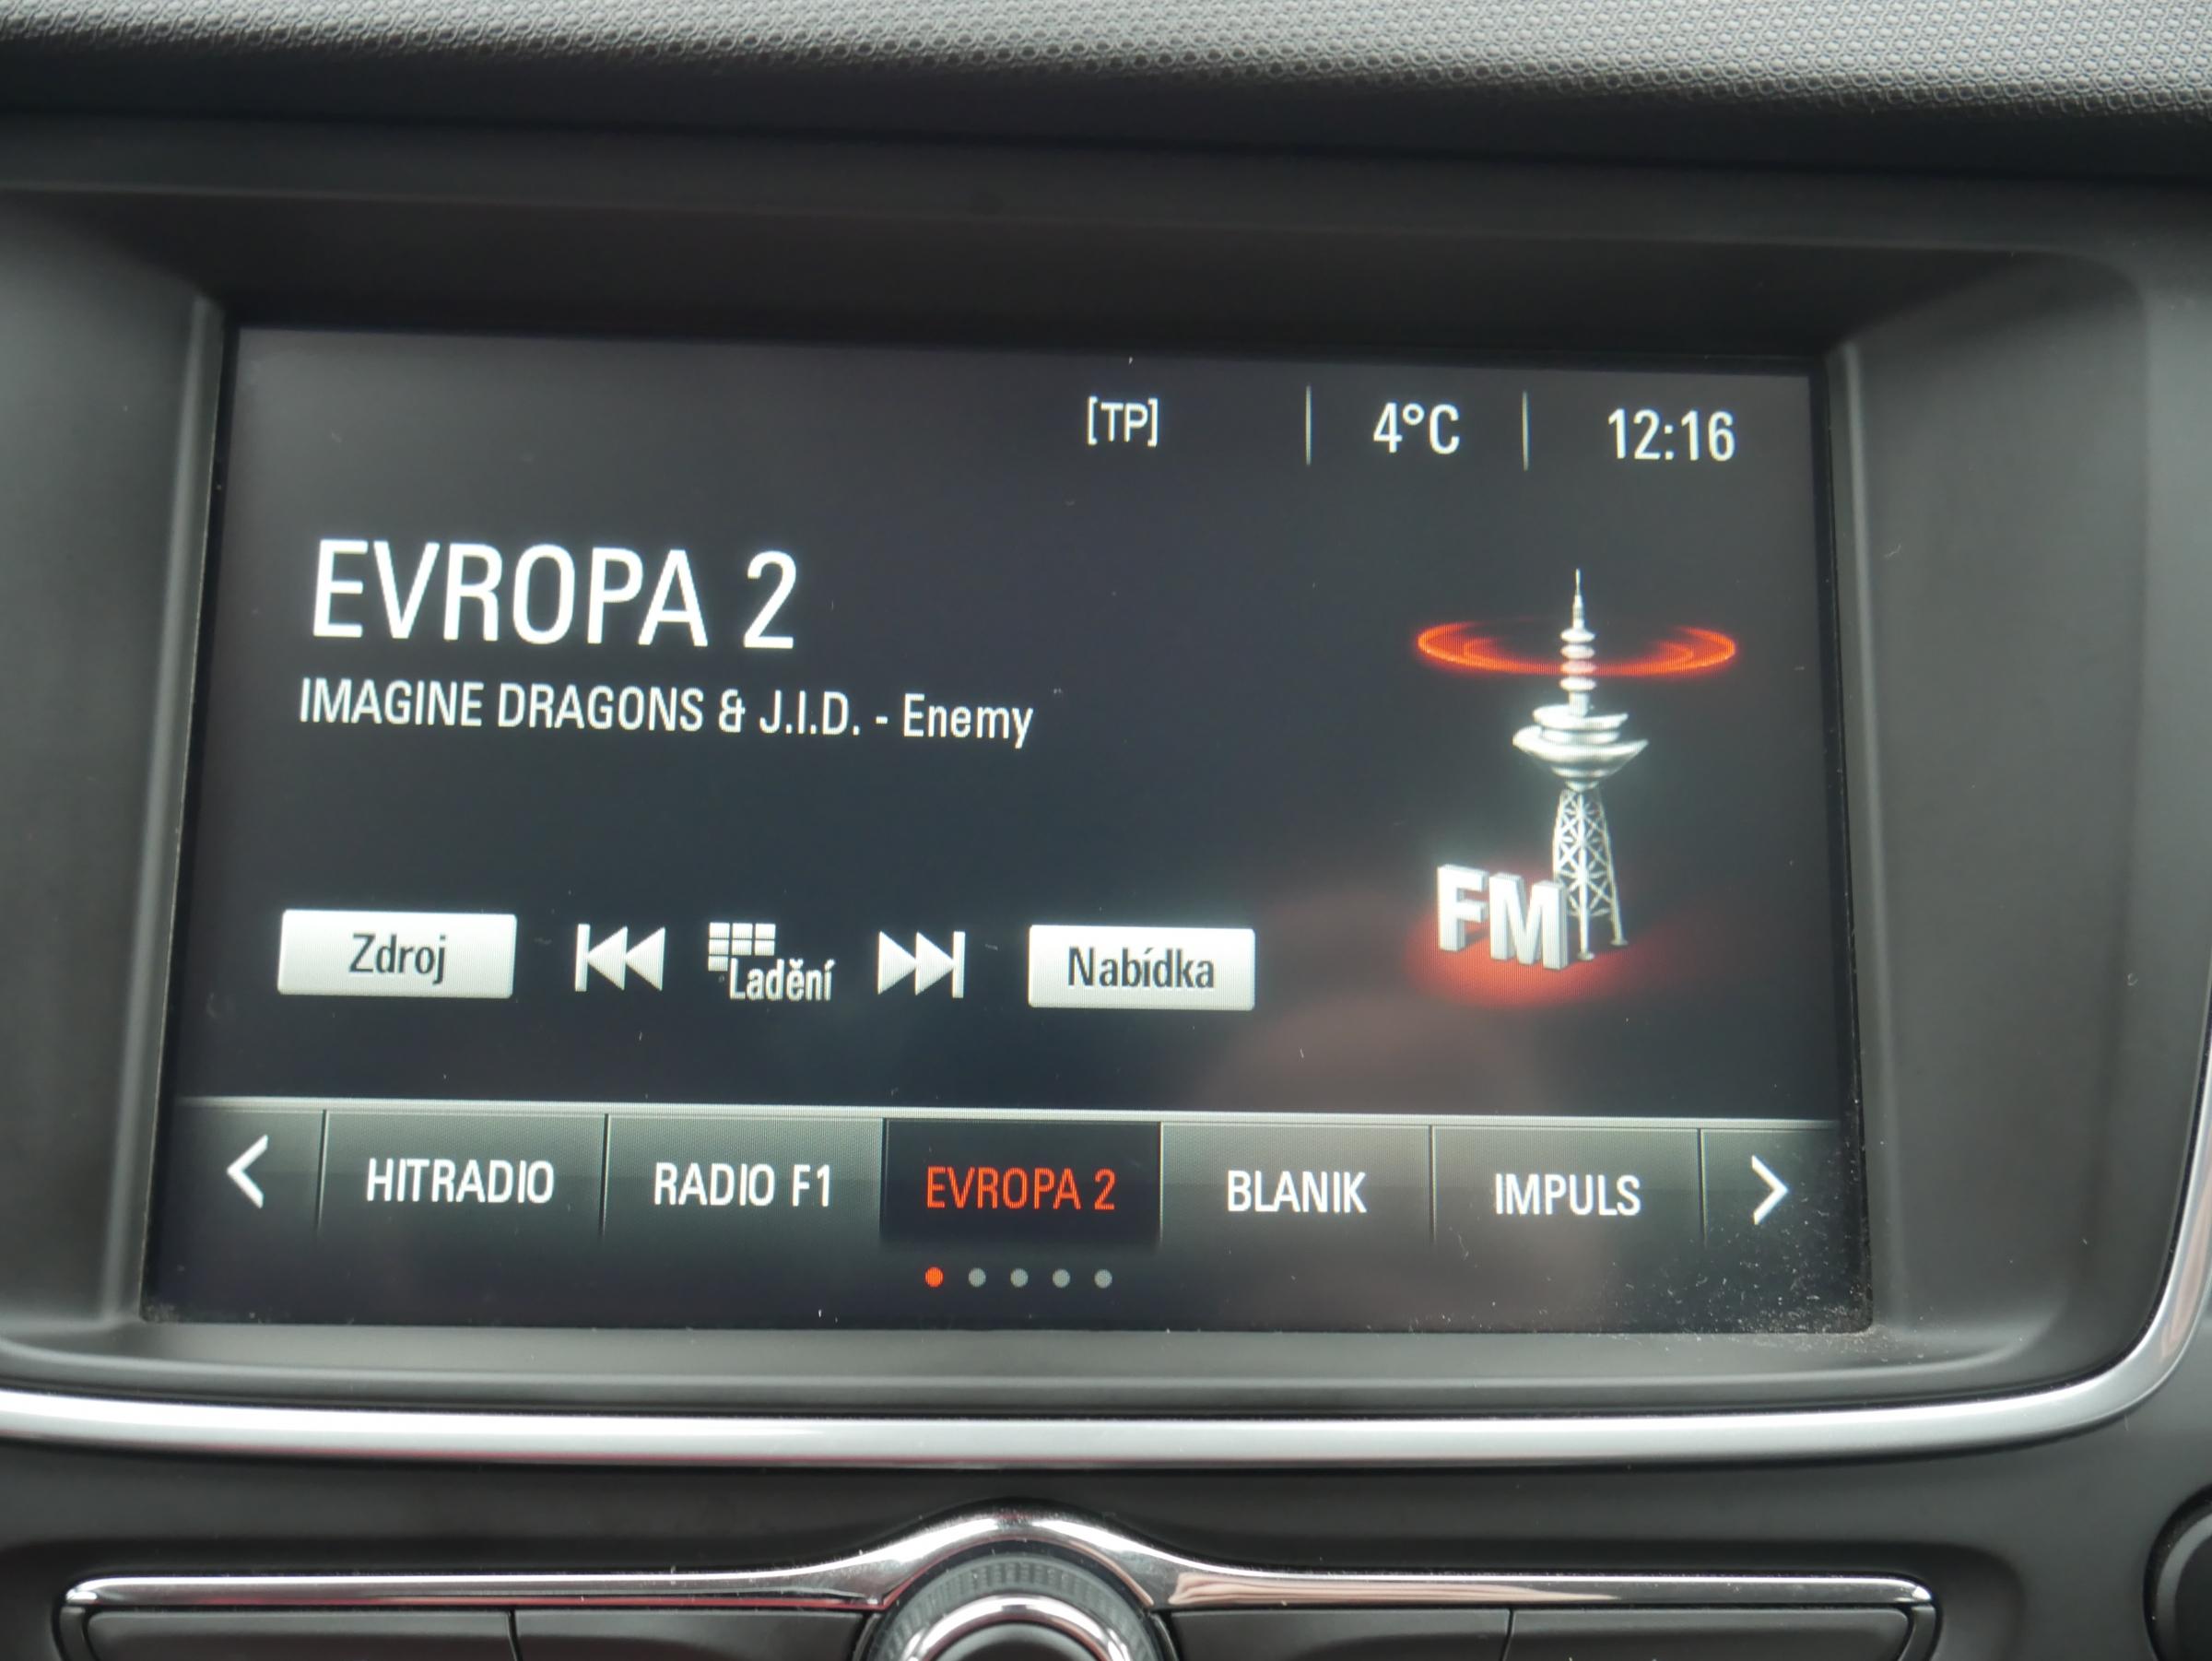 [TP] 4°C 12:16
EVROPA 2
IMAGINE DRAGONS & J.I.D. - Enemy
FM
Zdroj Ladění Nabídka
HITRADIO RADIO F1 EVROPA 2 BLANIK IMPULS